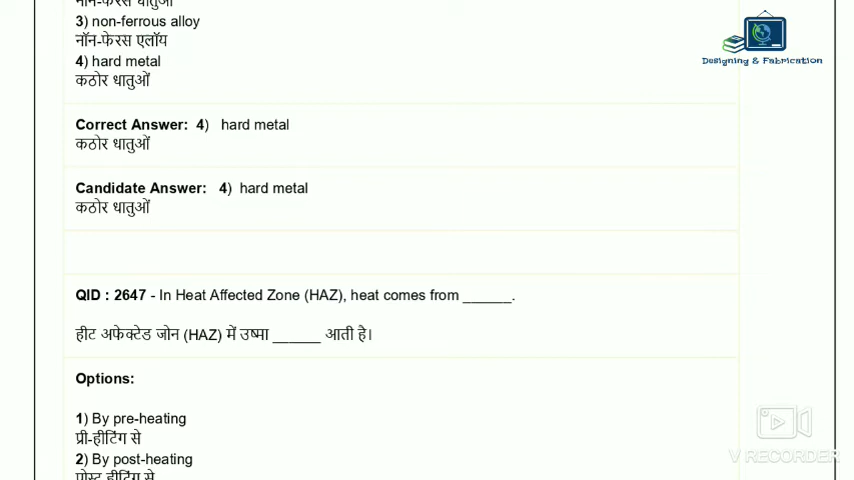 नॉन-फेरस धातुओं
3) non-ferrous alloy
नॉन-फेरस एलॉय
4) hard metal
कठोर धातुओं
Designing & Fabrication
Correct Answer: 4) hard metal
कठोर धातुओं
Candidate Answer: 4) hard metal
कठोर धातुओं
QID : 2647 - In Heat Affected Zone (HAZ), heat comes from ______.
हीट अफेक्टेड जोन (HAZ) में उष्मा ______ आती है।
Options:
1) By pre-heating
प्री-हीटिंग से
2) By post-heating
पोस्ट हीटिंग से
V RECORDER